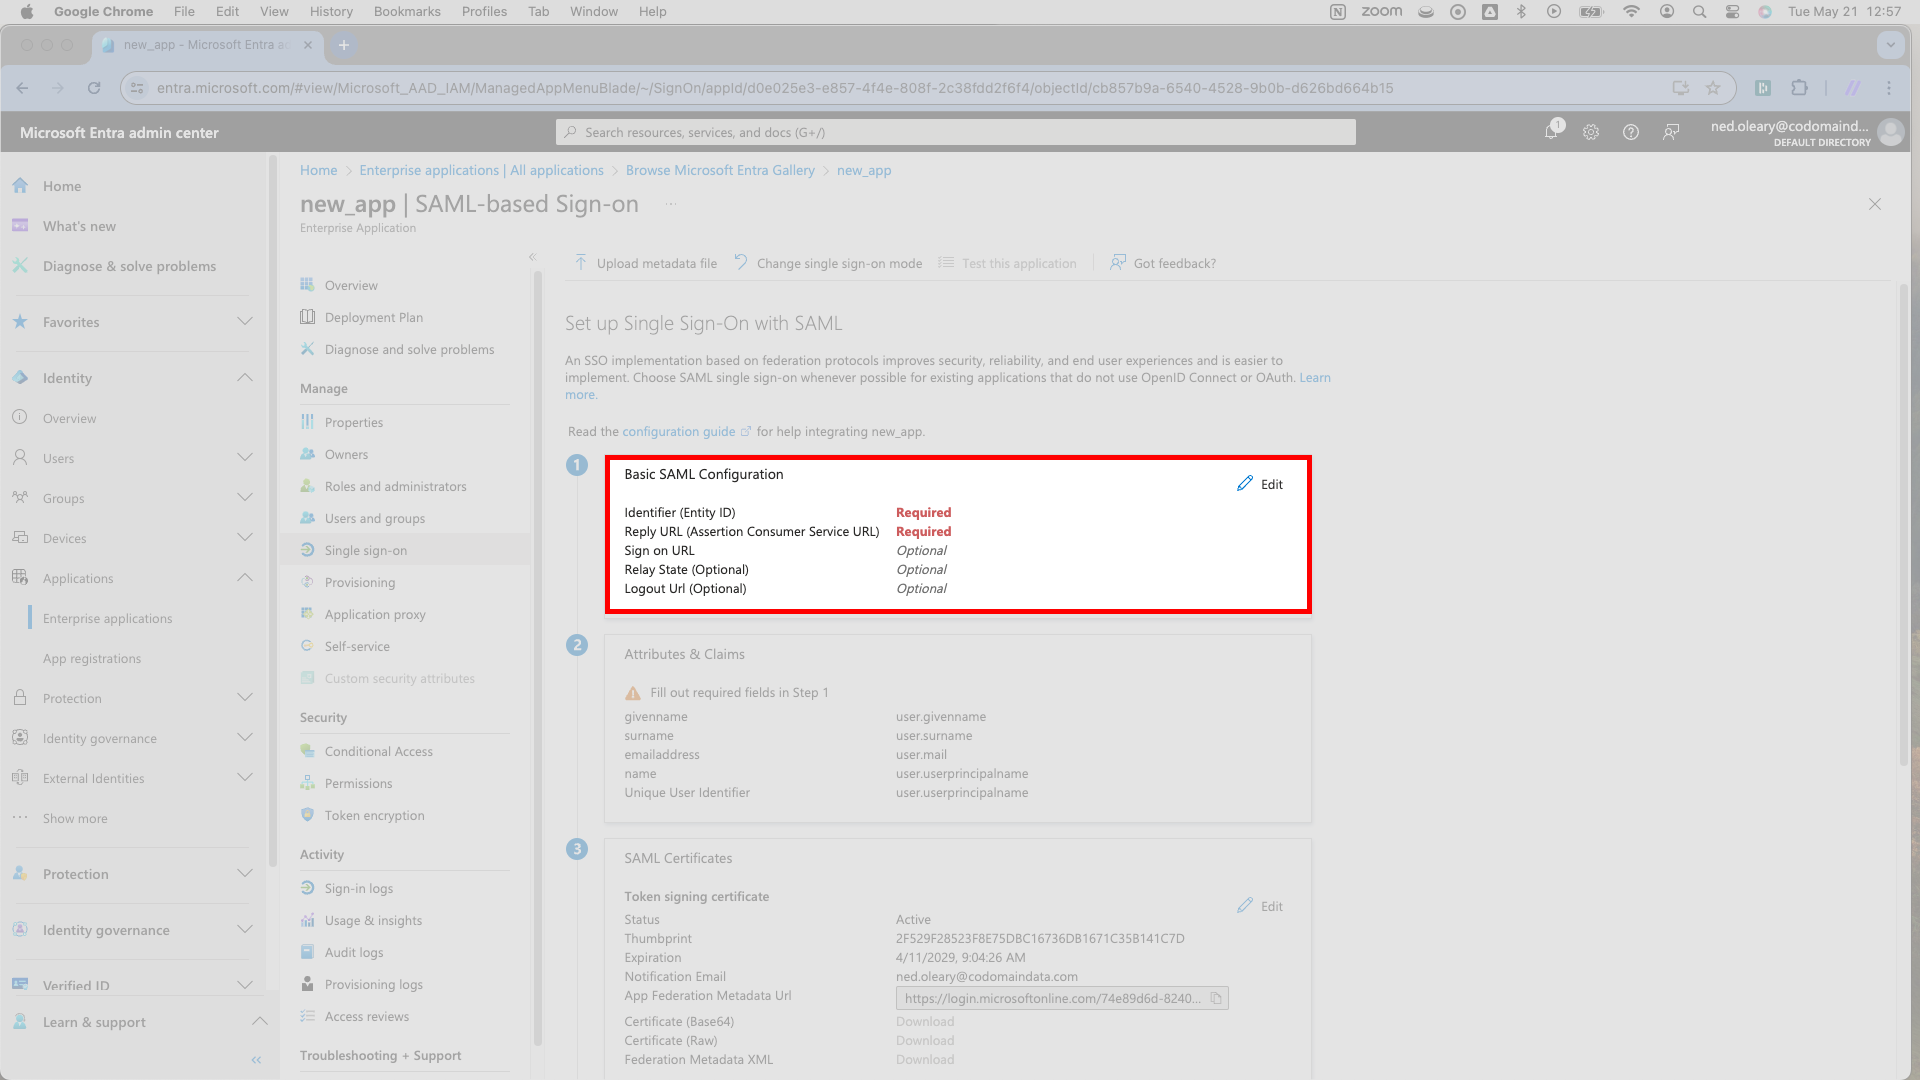 Google Chrome File Edit View History Bookmarks Profiles Tab Window Help zoom Tue May 21 12:57
new_app - Microsoft Entra ad
entra.microsoft.com/#view/Microsoft_AAD_IAM/ManagedAppMenuBlade/~/SignOn/appId/d0e025e3-e857-4f4e-808f-2c38fdd2f6f4/objectId/cb857b9a-6540-4528-9b0b-d626bd664b15
Microsoft Entra admin center
Search resources, services, and docs (G+/)
1
ned.oleary@codomaind...
DEFAULT DIRECTORY
Home
What's new
Diagnose & solve problems
Favorites
Identity
Overview
Users
Groups
Devices
Applications
Enterprise applications
App registrations
Protection
Identity governance
External Identities
Show more
Protection
Identity governance
Verified ID
Learn & support
Home > Enterprise applications | All applications > Browse Microsoft Entra Gallery > new_app
new_app | SAML-based Sign-on ...
Enterprise Application
Overview
Deployment Plan
Diagnose and solve problems
Manage
Properties
Owners
Roles and administrators
Users and groups
Single sign-on
Provisioning
Application proxy
Self-service
Custom security attributes
Security
Conditional Access
Permissions
Token encryption
Activity
Sign-in logs
Usage & insights
Audit logs
Provisioning logs
Access reviews
Troubleshooting + Support
Upload metadata file Change single sign-on mode Test this application Got feedback?
Set up Single Sign-On with SAML
An SSO implementation based on federation protocols improves security, reliability, and end user experiences and is easier to
implement. Choose SAML single sign-on whenever possible for existing applications that do not use OpenID Connect or OAuth. Learn
more.
Read the configuration guide for help integrating new_app.
1
Basic SAML Configuration
Edit
Identifier (Entity ID) Required
Reply URL (Assertion Consumer Service URL) Required
Sign on URL Optional
Relay State (Optional) Optional
Logout Url (Optional) Optional
2
Attributes & Claims
Fill out required fields in Step 1
givenname user.givenname
surname user.surname
emailaddress user.mail
name user.userprincipalname
Unique User Identifier user.userprincipalname
3
SAML Certificates
Token signing certificate
Edit
Status Active
Thumbprint 2F529F28523F8E75DBC16736DB1671C35B141C7D
Expiration 4/11/2029, 9:04:26 AM
Notification Email ned.oleary@codomaindata.com
App Federation Metadata Url https://login.microsoftonline.com/74e89d6d-8240...
Certificate (Base64) Download
Certificate (Raw) Download
Federation Metadata XML Download